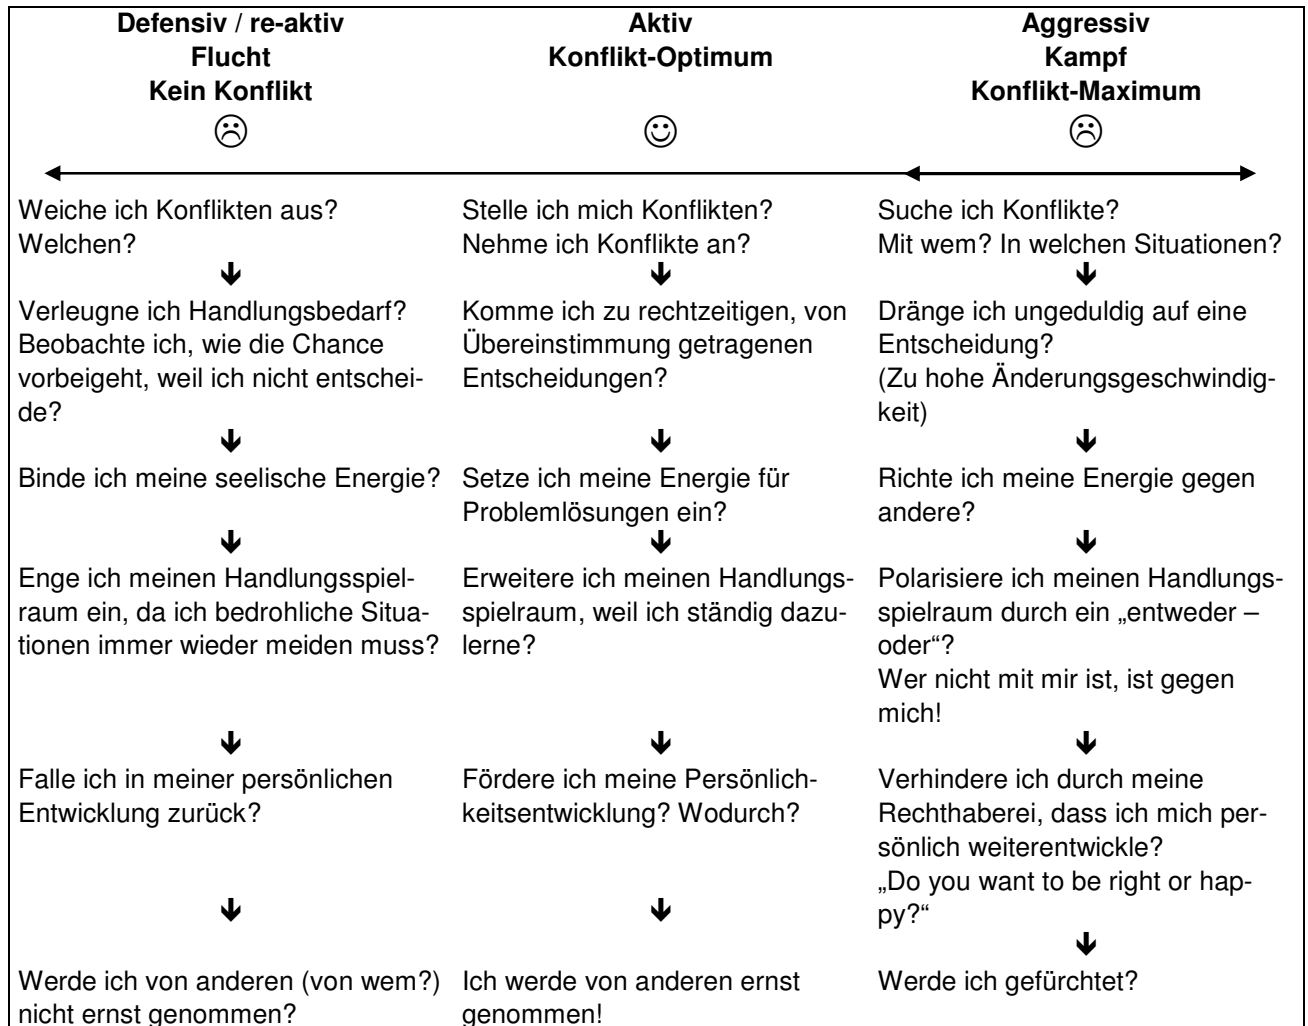 Defensiv / re-aktiv
Flucht
Kein Konflikt
Aktiv
Konflikt-Optimum
Aggressiv
Kampf
Konflikt-Maximum
Weiche ich Konflikten aus?
Welchen?
Verleugne ich Handlungsbedarf?
Beobachte ich, wie die Chance
vorbeigeht, weil ich nicht entschei-
de?
Binde ich meine seelische Energie?
Enge ich meinen Handlungsspiel-
raum ein, da ich bedrohliche Situa-
tionen immer wieder meiden muss?
Falle ich in meiner persönlichen
Entwicklung zurück?
Werde ich von anderen (von wem?)
nicht ernst genommen?
Stelle ich mich Konflikten?
Nehme ich Konflikte an?
Komme ich zu rechtzeitigen, von
Übereinstimmung getragenen
Entscheidungen?
Setze ich meine Energie für
Problemlösungen ein?
Erweitere ich meinen Handlungs-
spielraum, weil ich ständig dazu-
lerne?
Fördere ich meine Persönlich-
keitsentwicklung? Wodurch?
Ich werde von anderen ernst
genommen!
Suche ich Konflikte?
Mit wem? In welchen Situationen?
Dränge ich ungeduldig auf eine
Entscheidung?
(Zu hohe Änderungsgeschwindig-
keit)
Richte ich meine Energie gegen
andere?
Polarisiere ich meinen Handlungs-
spielraum durch ein „entweder –
oder“?
Wer nicht mit mir ist, ist gegen
mich!
Verhindere ich durch meine
Rechthaberei, dass ich mich per-
sönlich weiterentwickle?
„Do you want to be right or hap-
py?“
Werde ich gefürchtet?